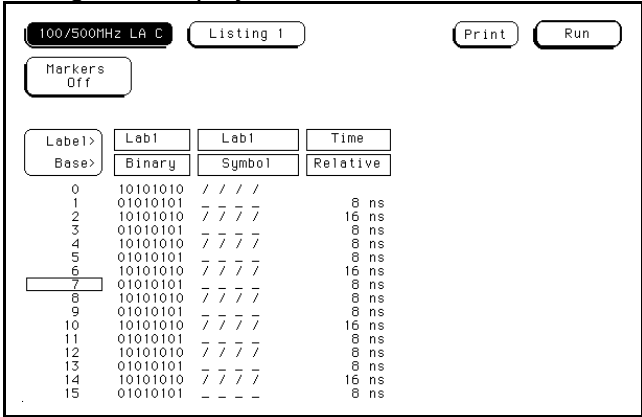 100/500MHz LA C Listing 1 Print Run
Markers
Off
Label> Lab1 Lab1 Time
Base> Binary Symbol Relative
0 10101010 / / / /
1 01010101 _ _ _ _ 8 ns
2 10101010 / / / / 16 ns
3 01010101 _ _ _ _ 8 ns
4 10101010 / / / / 8 ns
5 01010101 _ _ _ _ 8 ns
6 10101010 / / / / 16 ns
7 01010101 _ _ _ _ 8 ns
8 10101010 / / / / 8 ns
9 01010101 _ _ _ _ 8 ns
10 10101010 / / / / 16 ns
11 01010101 _ _ _ _ 8 ns
12 10101010 / / / / 8 ns
13 01010101 _ _ _ _ 8 ns
14 10101010 / / / / 16 ns
15 01010101 _ _ _ _ 8 ns